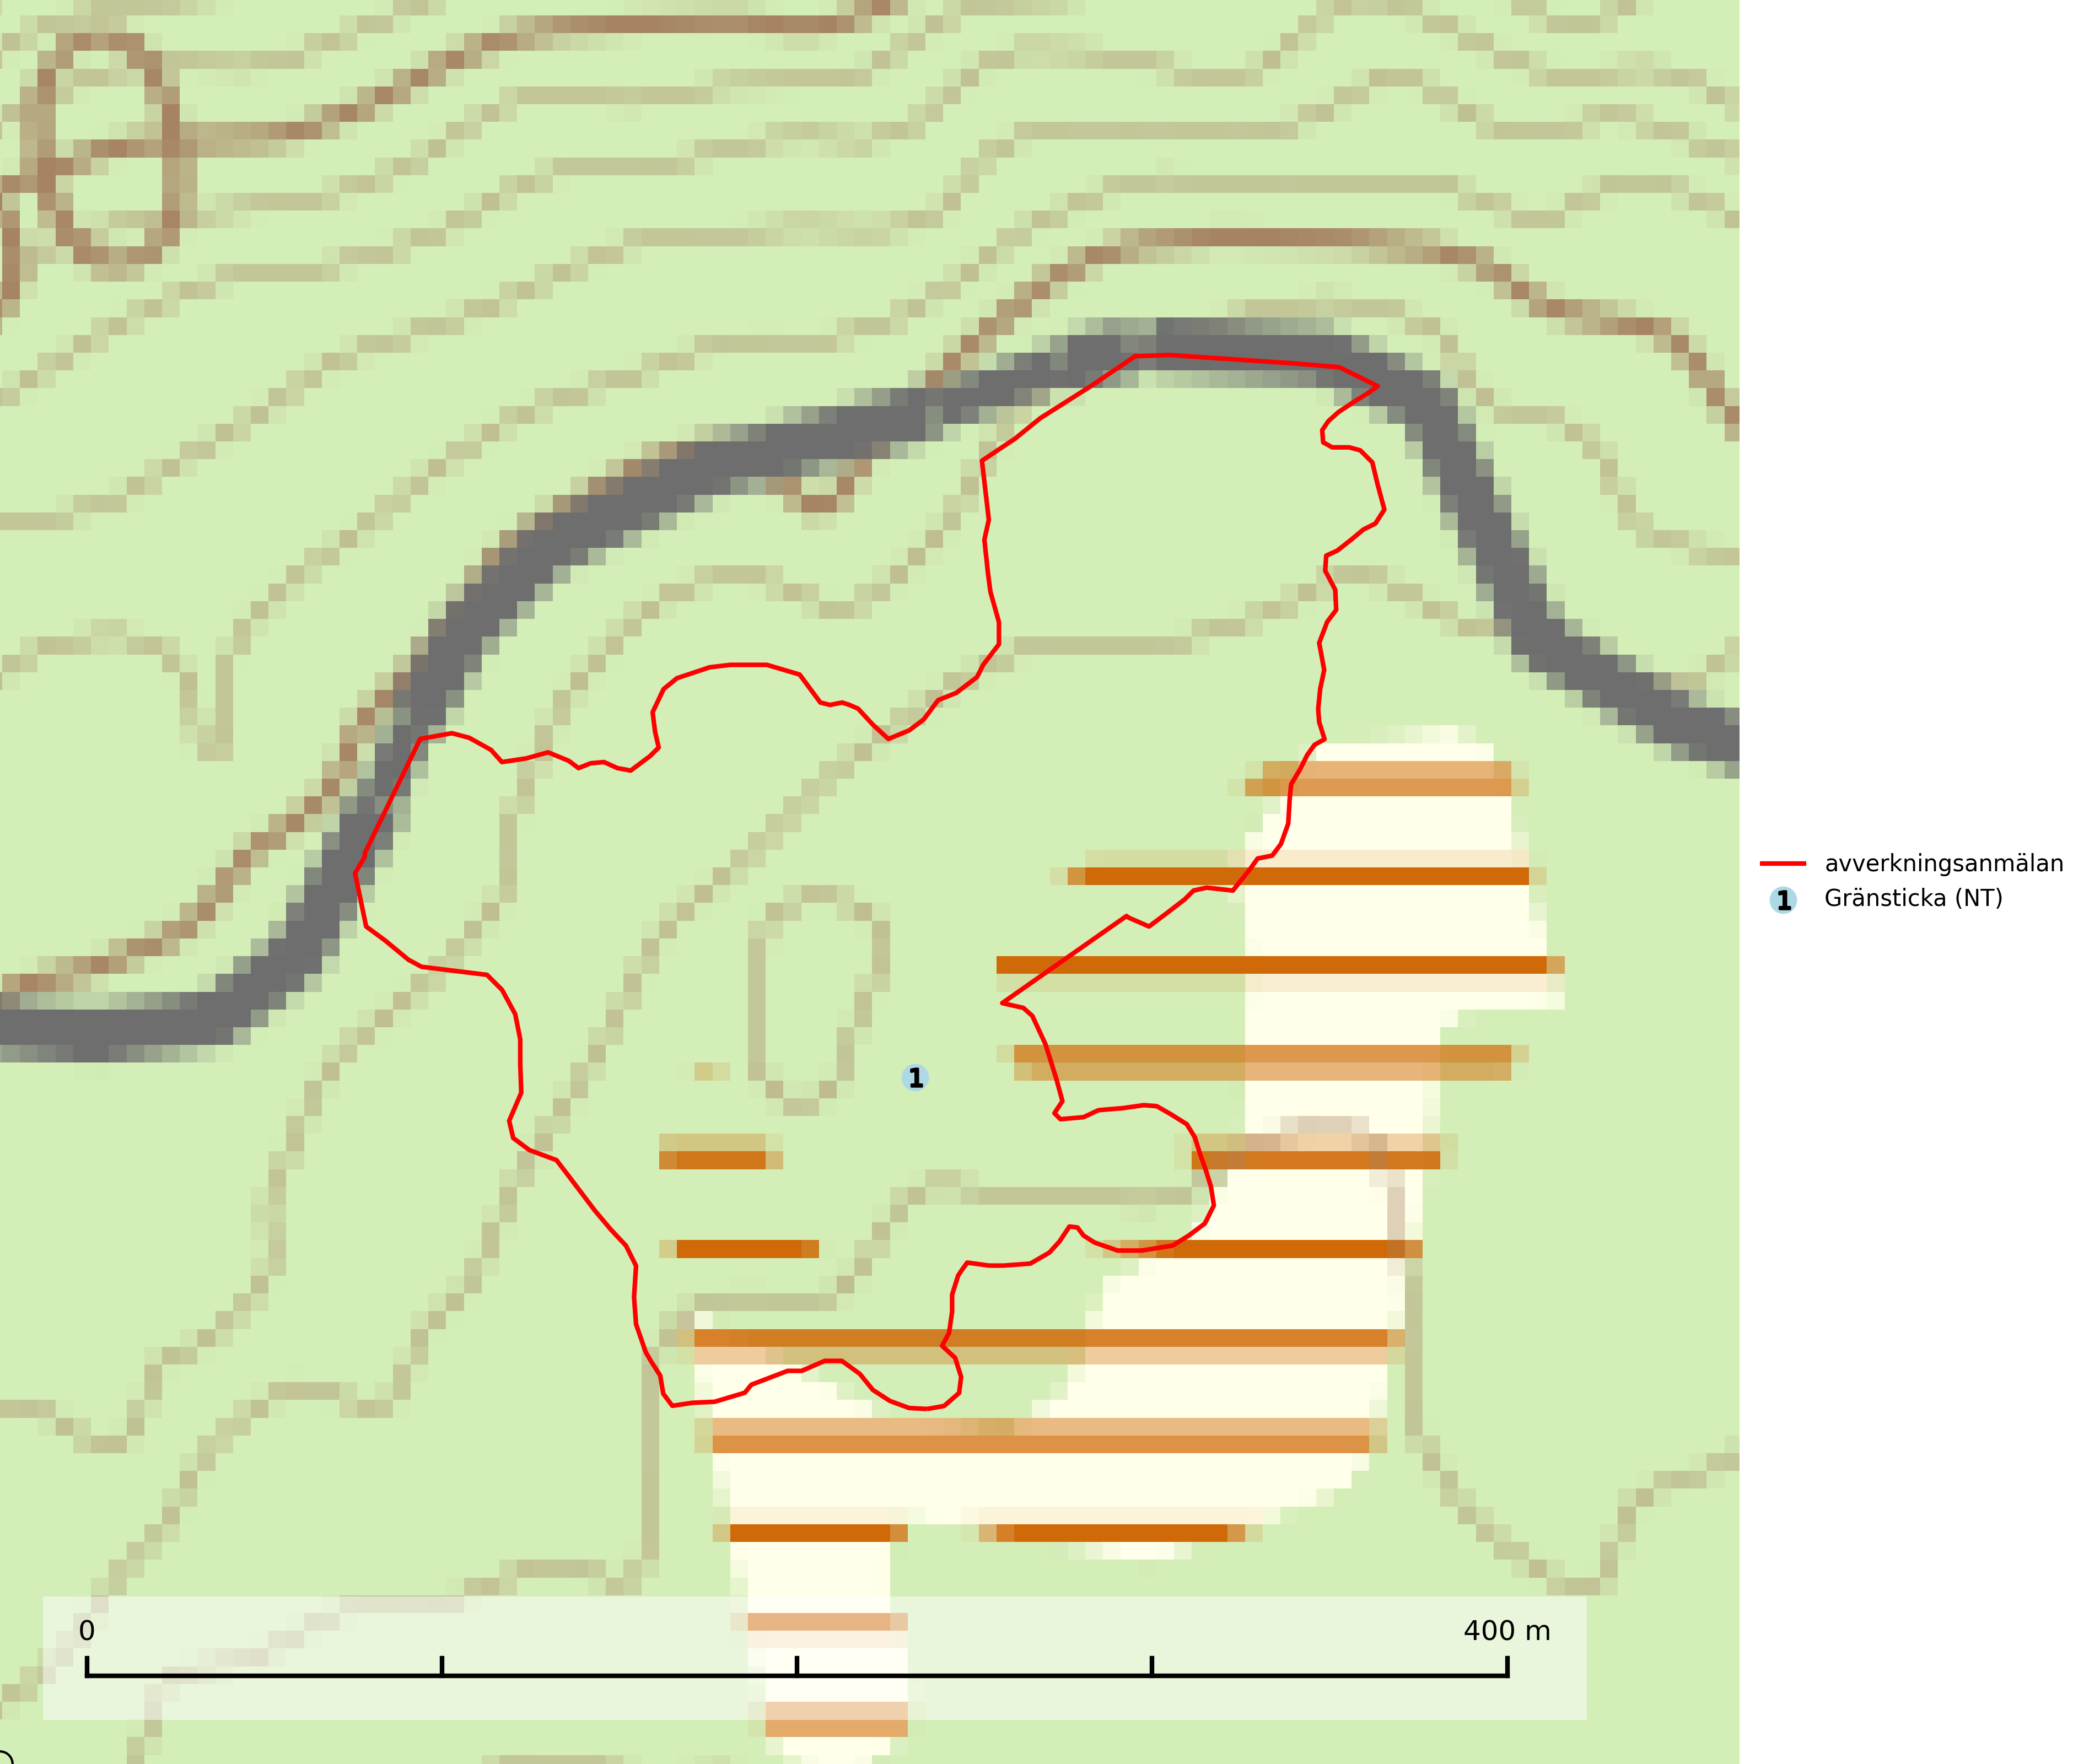 avverkningsanmälan
1 Gränsticka (NT)
1
0 400 m